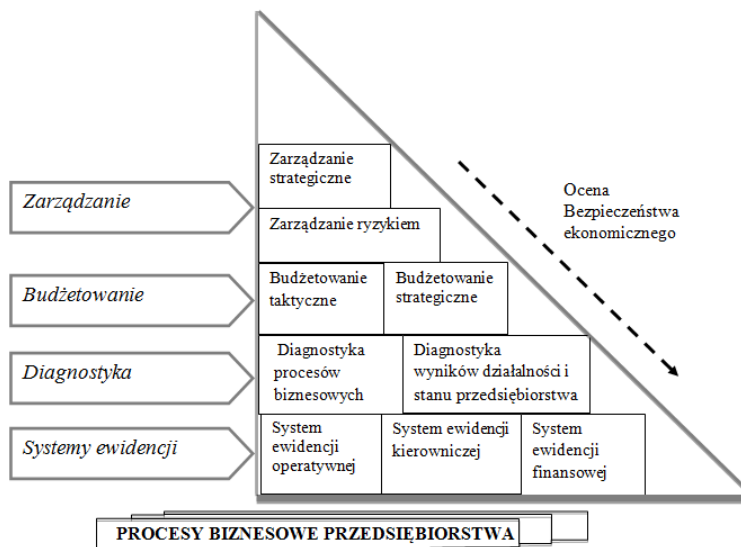 Zarządzanie
strategiczne
Zarządzanie
Zarządzanie ryzykiem
Ocena
Bezpieczeństwa
ekonomicznego
Budżetowanie
Budżetowanie
taktyczne
Budżetowanie
strategiczne
Diagnostyka
Diagnostyka
procesów
biznesowych
Diagnostyka
wyników działalności i
stanu przedsiębiorstwa
Systemy ewidencji
System
ewidencji
operatywnej
System ewidencji
kierowniczej
System
ewidencji
finansowej
PROCESY BIZNESOWE PRZEDSIĘBIORSTWA